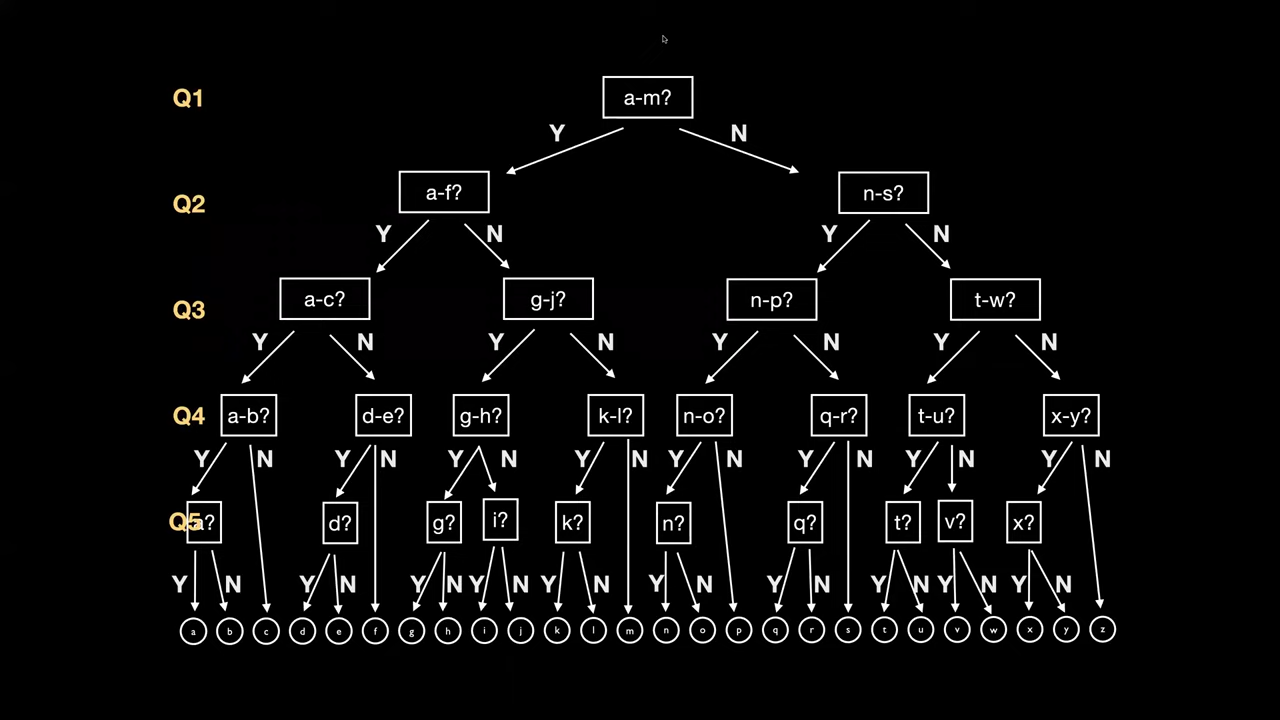 Q1
a-m?
Y N
Q2
a-f? n-s?
Y N Y N
Q3
a-c? g-j? n-p? t-w?
Y N Y N Y N Y N
Q4
a-b? d-e? g-h? k-l? n-o? q-r? t-u? x-y?
Y N Y N Y N Y N Y N Y N Y N Y N
Q5
a? d? g? i? k? n? q? t? v? x?
Y N Y N Y N Y N Y N Y N Y N Y N Y N Y N
a b c d e f g h i j k l m n o p q r s t u v w x y z